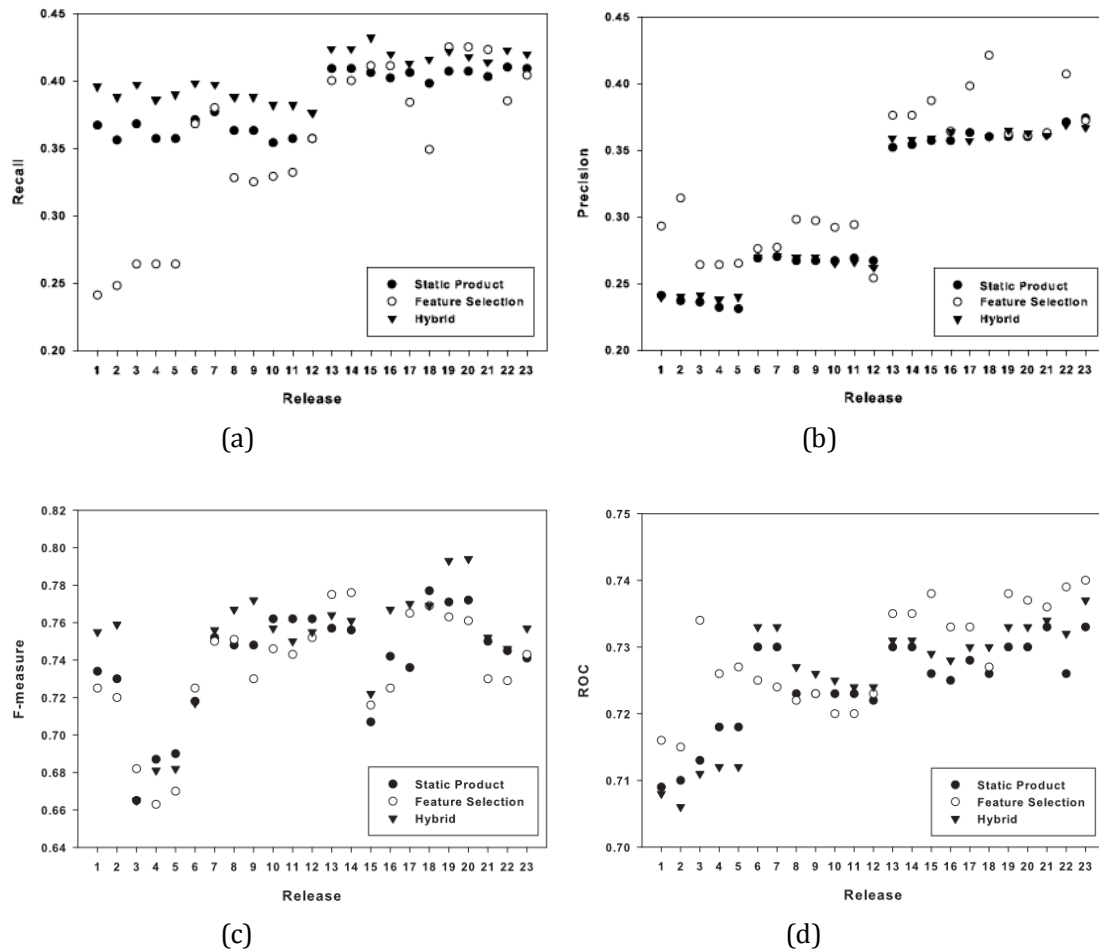 0.45
0.40
0.35
0.30
0.25
0.20
Recall
Static Product
Feature Selection
Hybrid
1 2 3 4 5 6 7 8 9 10 11 12 13 14 15 16 17 18 19 20 21 22 23
Release
(a)
0.45
0.40
0.35
0.30
0.25
0.20
Precision
Static Product
Feature Selection
Hybrid
1 2 3 4 5 6 7 8 9 10 11 12 13 14 15 16 17 18 19 20 21 22 23
Release
(b)
0.82
0.80
0.78
0.76
0.74
0.72
0.70
0.68
0.66
0.64
F-measure
Static Product
Feature Selection
Hybrid
1 2 3 4 5 6 7 8 9 10 11 12 13 14 15 16 17 18 19 20 21 22 23
Release
(c)
0.75
0.74
0.73
0.72
0.71
0.70
ROC
Static Product
Feature Selection
Hybrid
1 2 3 4 5 6 7 8 9 10 11 12 13 14 15 16 17 18 19 20 21 22 23
Release
(d)